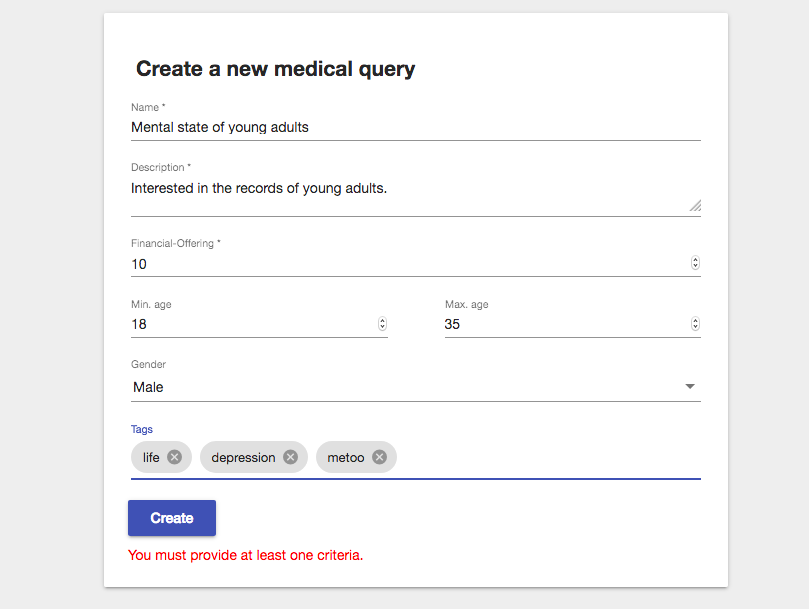 Create a new medical query
Name *
Mental state of young adults
Description *
Interested in the records of young adults.
Financial-Offering *
10
Min. age Max. age
18 35
Gender
Male
Tags
life depression metoo
Create
You must provide at least one criteria.